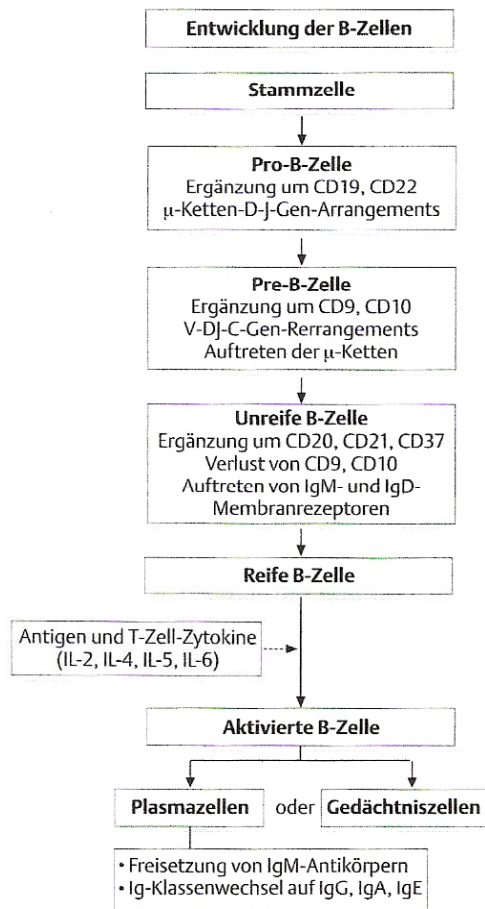 Entwicklung der B-Zellen
Stammzelle
Pro-B-Zelle
Ergänzung um CD19, CD22
μ-Ketten-D-J-Gen-Arrangements
Pre-B-Zelle
Ergänzung um CD9, CD10
V-DJ-C-Gen-Rerrangements
Auftreten der μ-Ketten
Unreife B-Zelle
Ergänzung um CD20, CD21, CD37
Verlust von CD9, CD10
Auftreten von IgM- und IgD-
Membranrezeptoren
Reife B-Zelle
Antigen und T-Zell-Zytokine
(IL-2, IL-4, IL-5, IL-6)
Aktivierte B-Zelle
Plasmazellen oder Gedächtniszellen
• Freisetzung von IgM-Antikörpern
• Ig-Klassenwechsel auf IgG, IgA, IgE